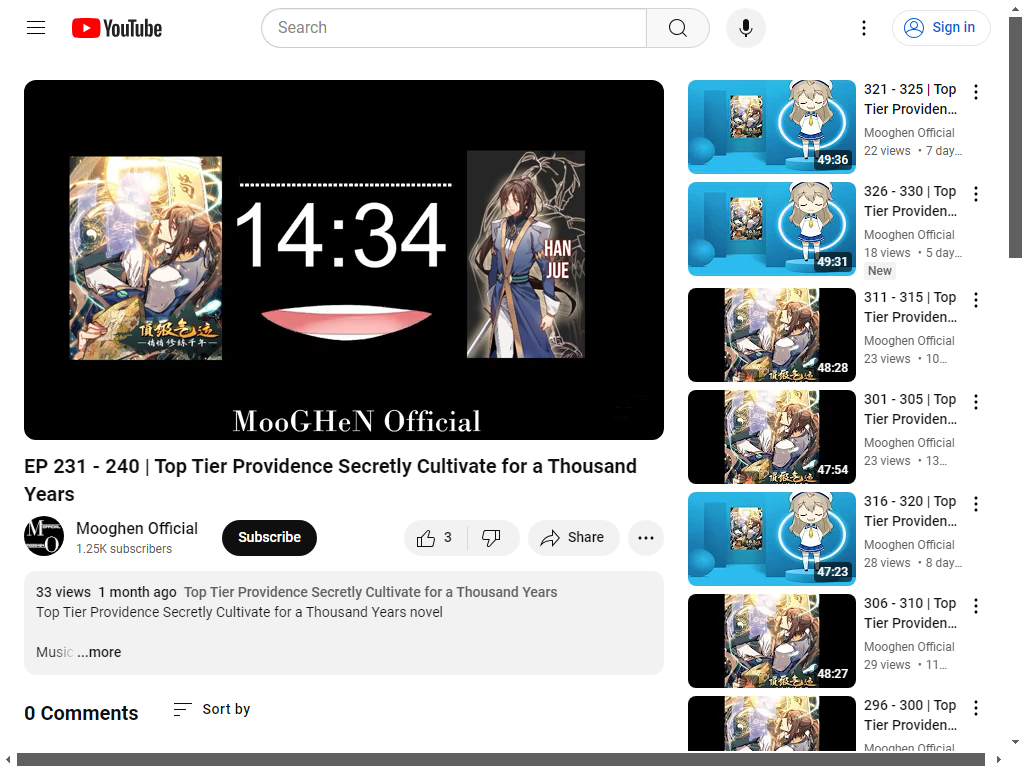 YouTube
Search
Sign in
14:34
HAN
JUE
頂級气运
悄悄修练千年
MooGHeN Official
EP 231 - 240 | Top Tier Providence Secretly Cultivate for a Thousand
Years
Mooghen Official
1.25K subscribers
Subscribe
3
Share
33 views 1 month ago Top Tier Providence Secretly Cultivate for a Thousand Years
Top Tier Providence Secretly Cultivate for a Thousand Years novel
Music ...more
0 Comments
Sort by
49:36
321 - 325 | Top
Tier Providen...
Mooghen Official
22 views • 7 day...
49:31
326 - 330 | Top
Tier Providen...
Mooghen Official
18 views • 5 day...
New
48:28
311 - 315 | Top
Tier Providen...
Mooghen Official
23 views • 10...
47:54
301 - 305 | Top
Tier Providen...
Mooghen Official
23 views • 13...
47:23
316 - 320 | Top
Tier Providen...
Mooghen Official
28 views • 8 day...
48:27
306 - 310 | Top
Tier Providen...
Mooghen Official
29 views • 11...
296 - 300 | Top
Tier Providen...
Mooghen Official